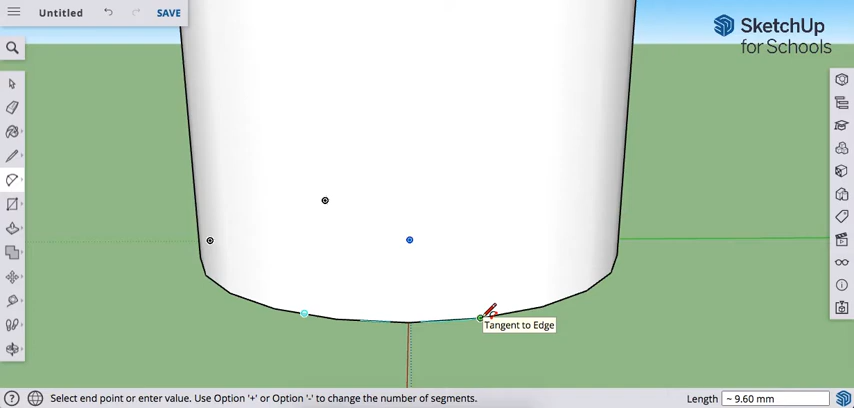 Untitled
SAVE
SketchUp
for Schools
Tangent to Edge
Select end point or enter value. Use Option '+' or Option '-' to change the number of segments.
Length
~ 9.60 mm